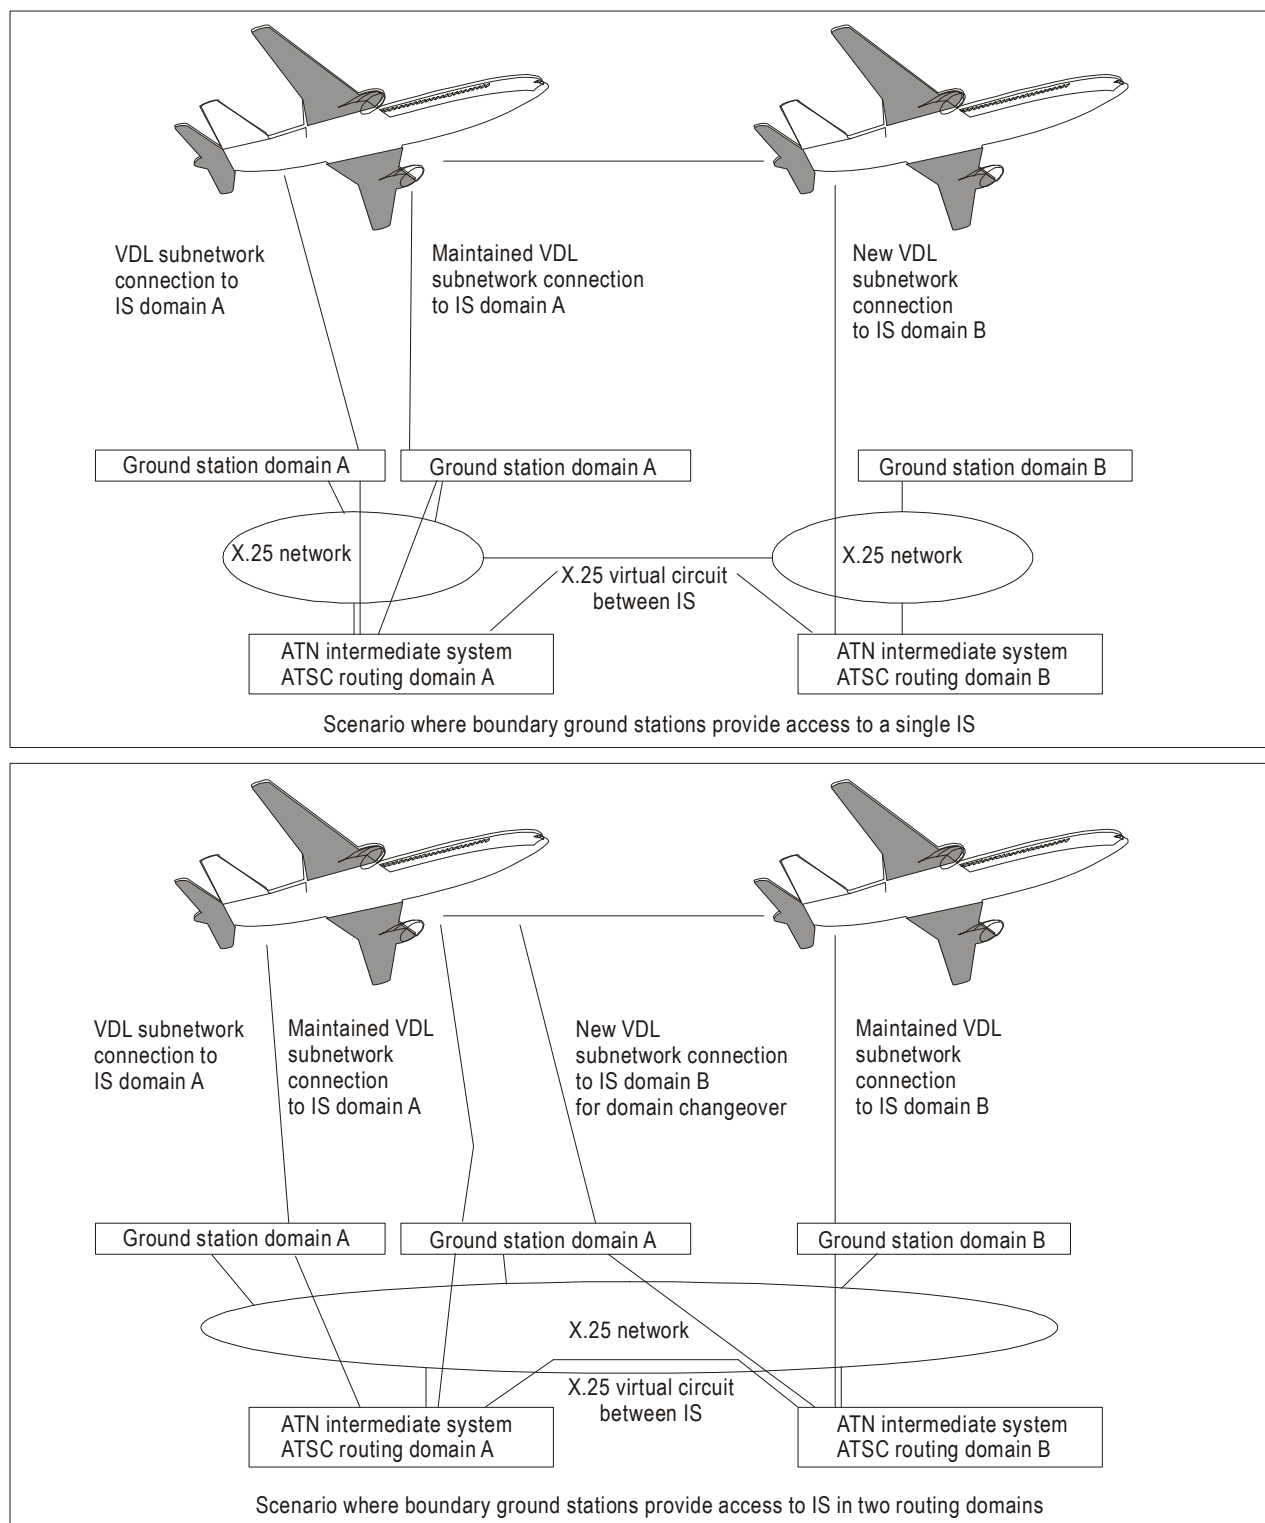 VDL subnetwork
connection to
IS domain A
Maintained VDL
subnetwork connection
to IS domain A
New VDL
subnetwork
connection
to IS domain B
Ground station domain A
Ground station domain A
Ground station domain B
X.25 network
X.25 network
X.25 virtual circuit
between IS
ATN intermediate system
ATSC routing domain A
ATN intermediate system
ATSC routing domain B
Scenario where boundary ground stations provide access to a single IS
VDL subnetwork
connection to
IS domain A
Maintained VDL
subnetwork
connection
to IS domain A
New VDL
subnetwork connection
to IS domain B
for domain changeover
Maintained VDL
subnetwork
connection
to IS domain B
Ground station domain A
Ground station domain A
Ground station domain B
X.25 network
X.25 virtual circuit
between IS
ATN intermediate system
ATSC routing domain A
ATN intermediate system
ATSC routing domain B
Scenario where boundary ground stations provide access to IS in two routing domains